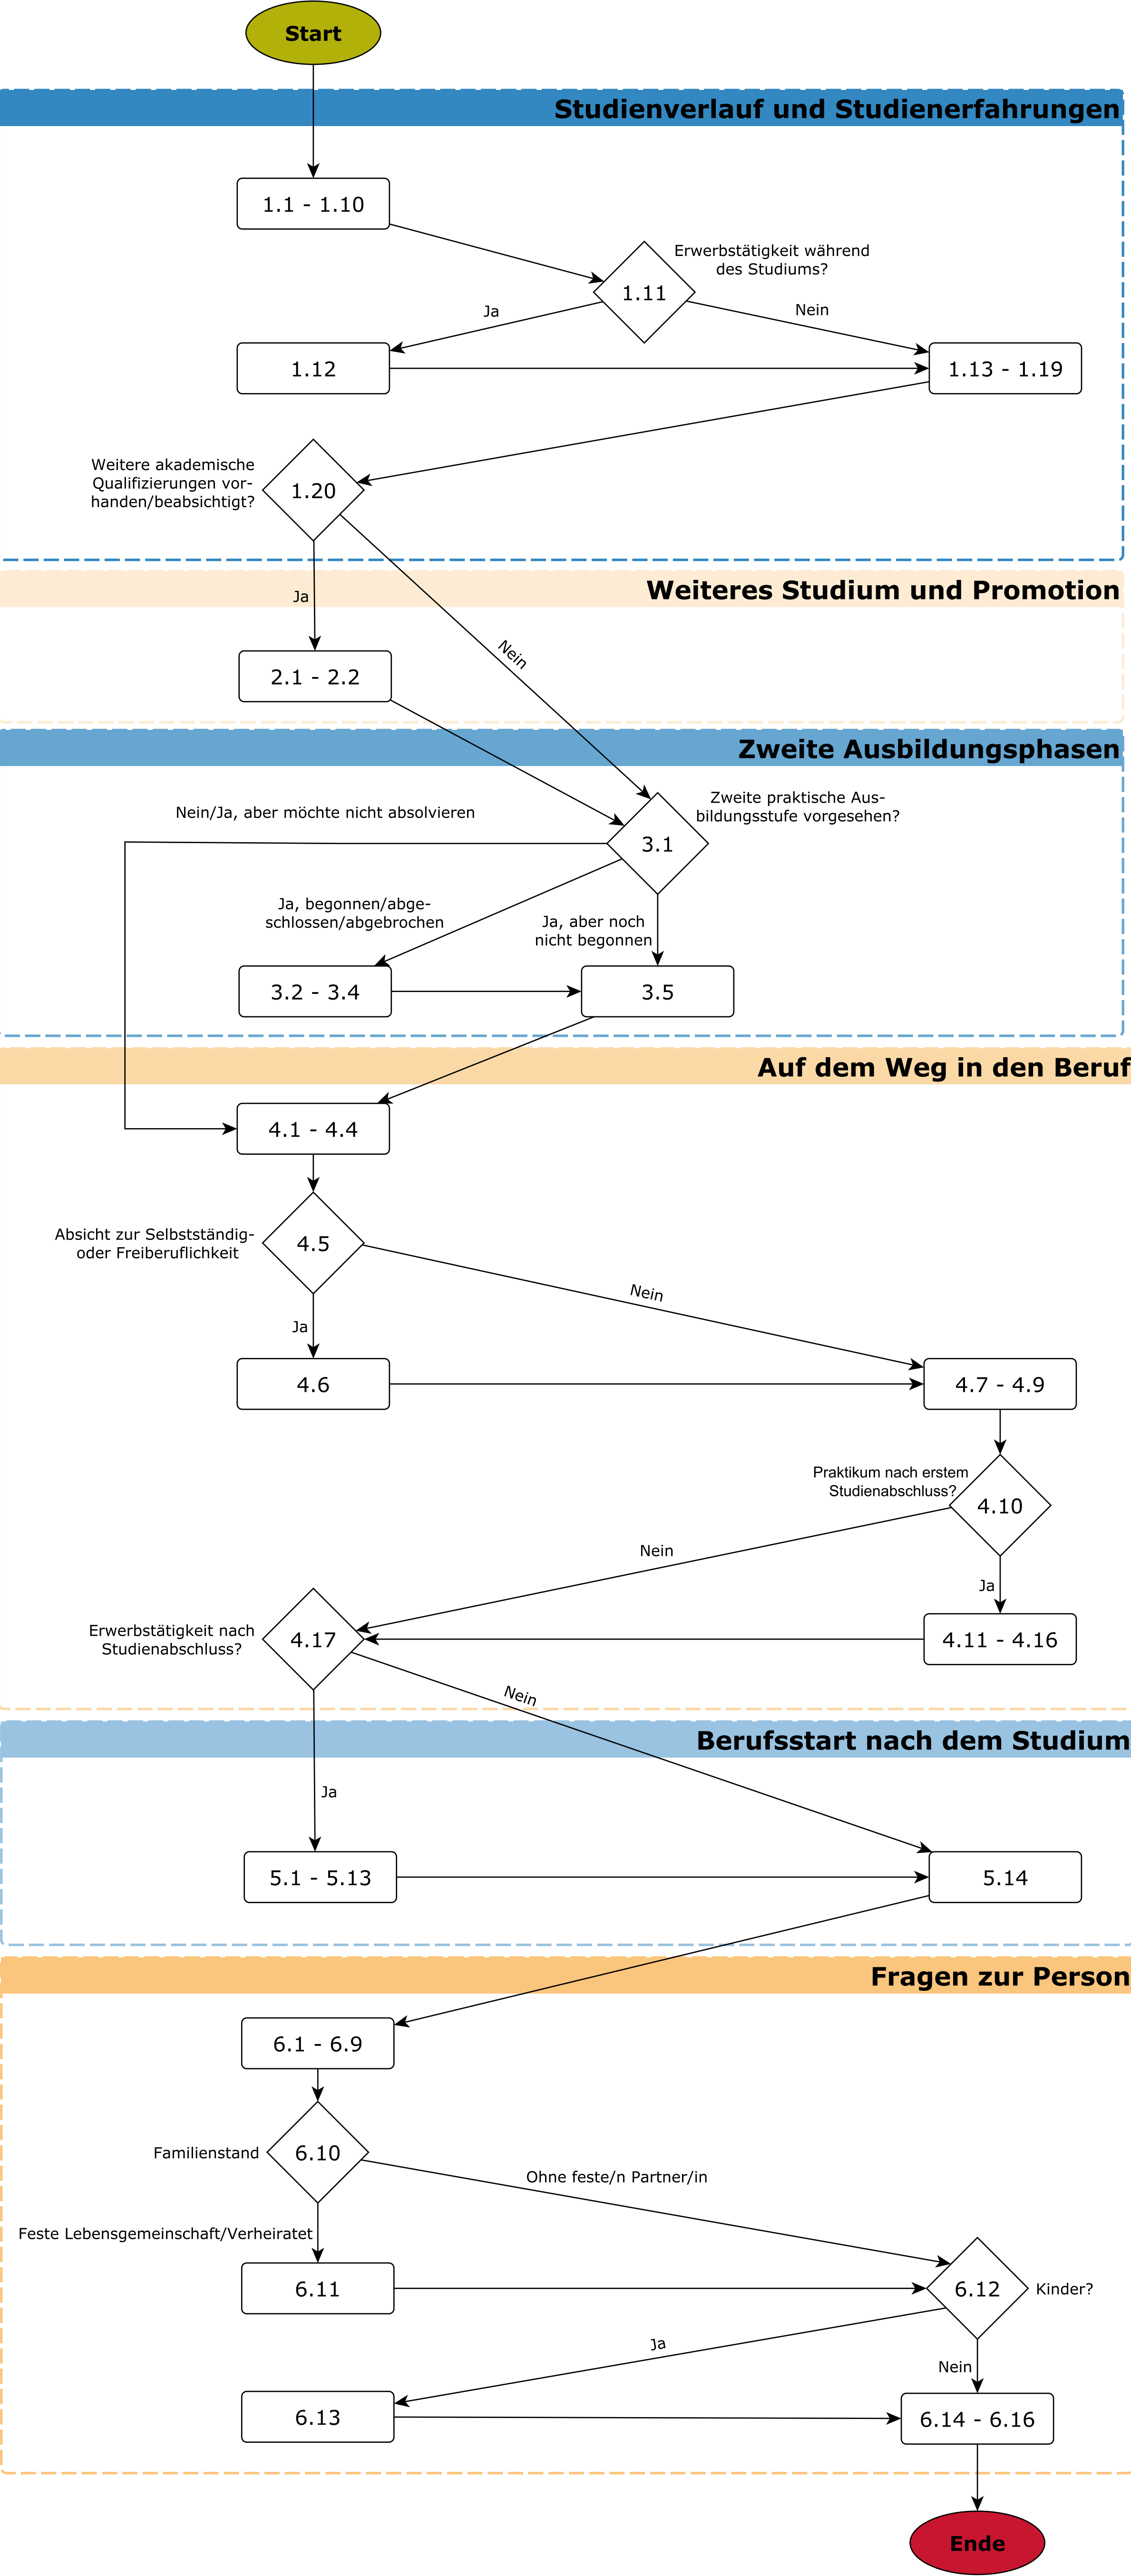 Start
Studienverlauf und Studienerfahrungen
1.1 - 1.10
Erwerbstätigkeit während
des Studiums?
1.11
Ja
Nein
1.12
1.13 - 1.19
Weitere akademische
Qualifizierungen vor-
handen/beabsichtigt?
1.20
Weiteres Studium und Promotion
Ja
Nein
2.1 - 2.2
Zweite Ausbildungsphasen
Zweite praktische Aus-
bildungsstufe vorgesehen?
Nein/Ja, aber möchte nicht absolvieren
3.1
Ja, begonnen/abge-
schlossen/abgebrochen
Ja, aber noch
nicht begonnen
3.2 - 3.4
3.5
Auf dem Weg in den Beruf
4.1 - 4.4
Absicht zur Selbstständig-
oder Freiberuflichkeit
4.5
Nein
Ja
4.6
4.7 - 4.9
Praktikum nach erstem
Studienabschluss?
4.10
Nein
Ja
Erwerbstätigkeit nach
Studienabschluss?
4.17
4.11 - 4.16
Nein
Berufsstart nach dem Studium
Ja
5.1 - 5.13
5.14
Fragen zur Person
6.1 - 6.9
Familienstand
6.10
Ohne feste/n Partner/in
Feste Lebensgemeinschaft/Verheiratet
6.11
6.12
Kinder?
Ja
Nein
6.13
6.14 - 6.16
Ende